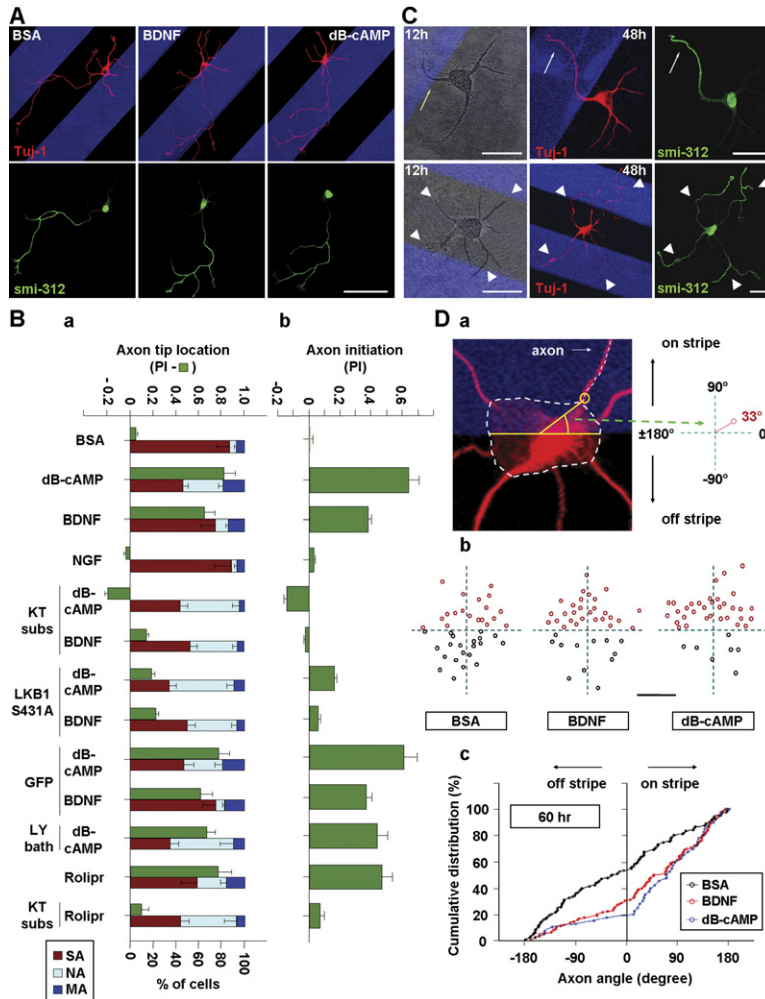 A
BSA
BDNF
dB-cAMP
Tuj-1
smi-312
C
12h
48h
Tuj-1
smi-312
12h
48h
Tuj-1
smi-312
B
a
Axon tip location
(PI - )
-0.2
0
0.2
0.4
0.6
0.8
1.0
b
Axon initiation
(PI)
-0.2
0
0.2
0.4
0.6
BSA
dB-cAMP
BDNF
NGF
KT subs
dB-cAMP
BDNF
LKB1 S431A
dB-cAMP
BDNF
GFP
dB-cAMP
BDNF
LY bath
dB-cAMP
Rolipr
KT subs
Rolipr
0 20 40 60 80 100
% of cells
SA
NA
MA
D
a
axon
on stripe
90º
33º
±180º
0
-90º
off stripe
b
BSA
BDNF
dB-cAMP
c
off stripe
on stripe
60 hr
Cumulative distribution (%)
100
80
60
40
20
0
BSA
BDNF
dB-cAMP
-180 -90 0 90 180
Axon angle (degree)